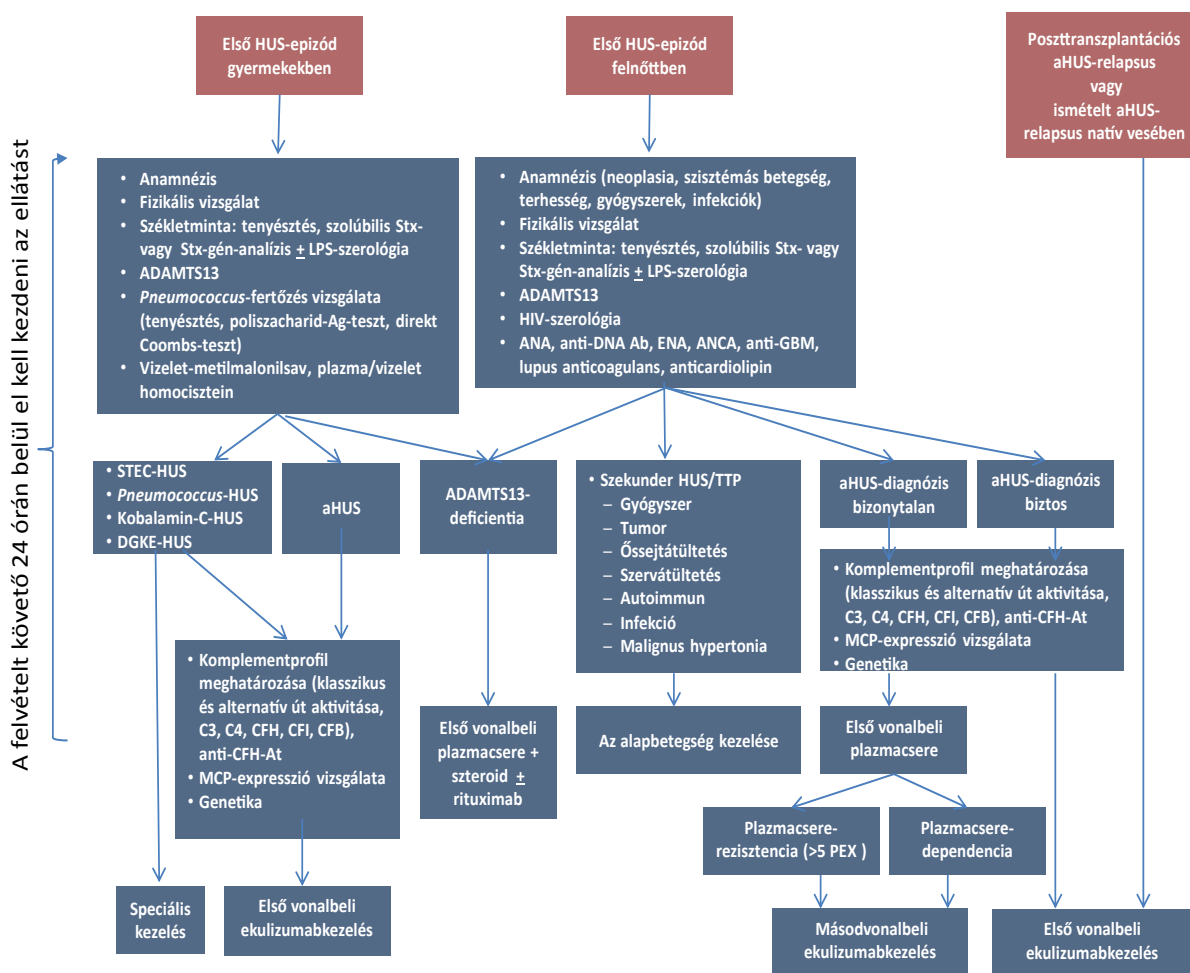 Első HUS-epizód
gyermekekben
Első HUS-epizód
felnőttben
Poszttranszplantációs
aHUS-relapsus
vagy
ismételt aHUS-
relapsus natív vesében
A felvételt követő 24 órán belül el kell kezdeni az ellátást
• Anamnézis
• Fizikális vizsgálat
• Székletminta: tenyésztés, szolúbilis Stx-
vagy Stx-gén-analízis ± LPS-szerológia
• ADAMTS13
• Pneumococcus-fertőzés vizsgálata
(tenyésztés, poliszacharid-Ag-teszt, direkt
Coombs-teszt)
• Vizelet-metilmalonilsav, plazma/vizelet
homocisztein
• Anamnézis (neoplasia, szisztémás betegség,
terhesség, gyógyszerek, infekciók)
• Fizikális vizsgálat
• Székletminta: tenyésztés, szolúbilis Stx- vagy
Stx-gén-analízis ± LPS-szerológia
• ADAMTS13
• HIV-szerológia
• ANA, anti-DNA Ab, ENA, ANCA, anti-GBM,
lupus anticoagulans, anticardiolipin
• STEC-HUS
• Pneumococcus-HUS
• Kobalamin-C-HUS
• DGKE-HUS
aHUS
ADAMTS13-
deficientia
• Szekunder HUS/TTP
– Gyógyszer
– Tumor
– Őssejtátültetés
– Szervátültetés
– Autoimmun
– Infekció
– Malignus hypertonia
aHUS-diagnózis
bizonytalan
aHUS-diagnózis
biztos
• Komplementprofil meghatározása
(klasszikus és alternatív út aktivitása,
C3, C4, CFH, CFI, CFB), anti-CFH-At
• MCP-expresszió vizsgálata
• Genetika
• Komplementprofil
meghatározása (klasszikus
és alternatív út aktivitása,
C3, C4, CFH, CFI, CFB),
anti-CFH-At
• MCP-expresszió vizsgálata
• Genetika
Első vonalbeli
plazmacsere +
szteroid ±
rituximab
Az alapbetegség kezelése
Első vonalbeli
plazmacsere
Plazmacsere-
rezisztencia (>5 PEX )
Plazmacsere-
dependencia
Speciális
kezelés
Első vonalbeli
ekulizumabkezelés
Másodvonalbeli
ekulizumabkezelés
Első vonalbeli
ekulizumabkezelés